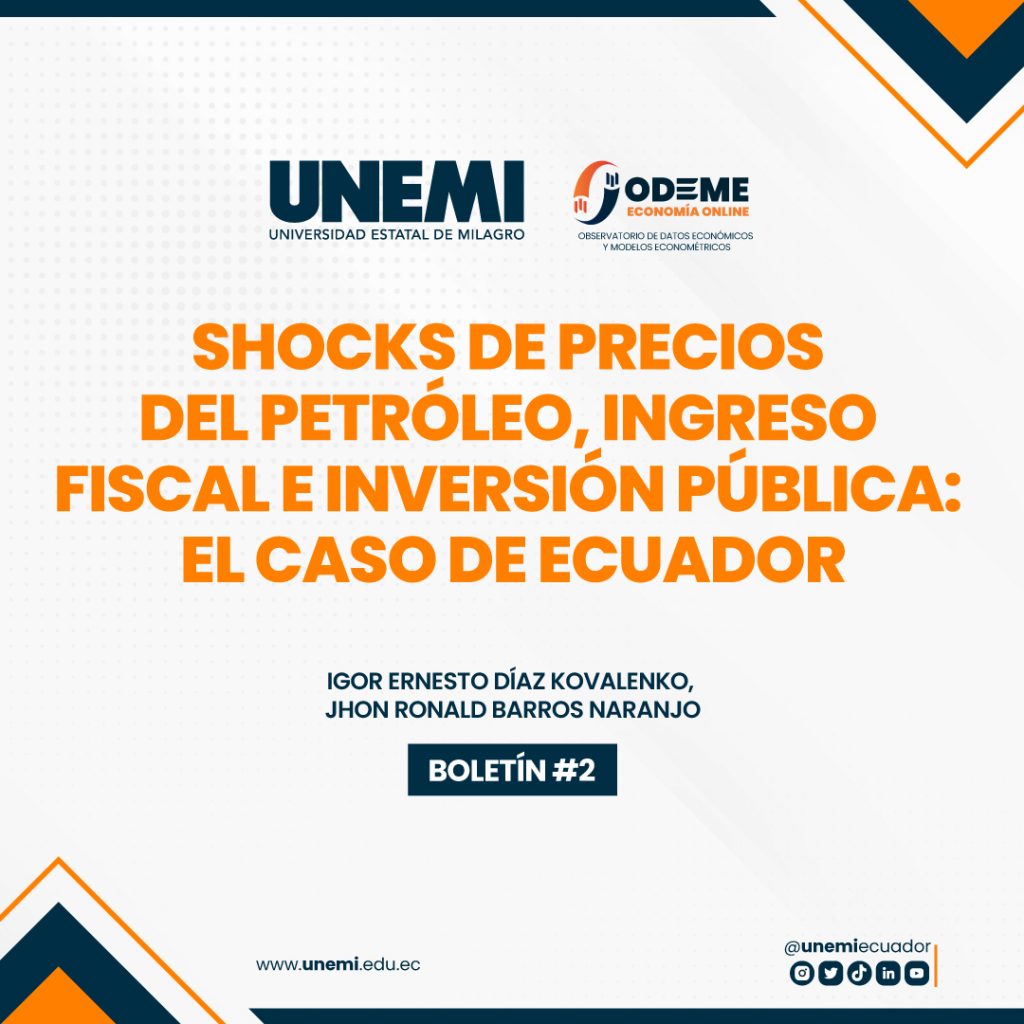 UNEMI
UNIVERSIDAD ESTATAL DE MILAGRO
ODEME
ECONOMÍA ONLINE
OBSERVATORIO DE DATOS ECONÓMICOS
Y MODELOS ECONOMÉTRICOS
SHOCKS DE PRECIOS
DEL PETRÓLEO, INGRESO
FISCAL E INVERSIÓN PÚBLICA:
EL CASO DE ECUADOR
IGOR ERNESTO DÍAZ KOVALENKO,
JHON RONALD BARROS NARANJO
BOLETÍN #2
www.unemi.edu.ec
@unemiecuador